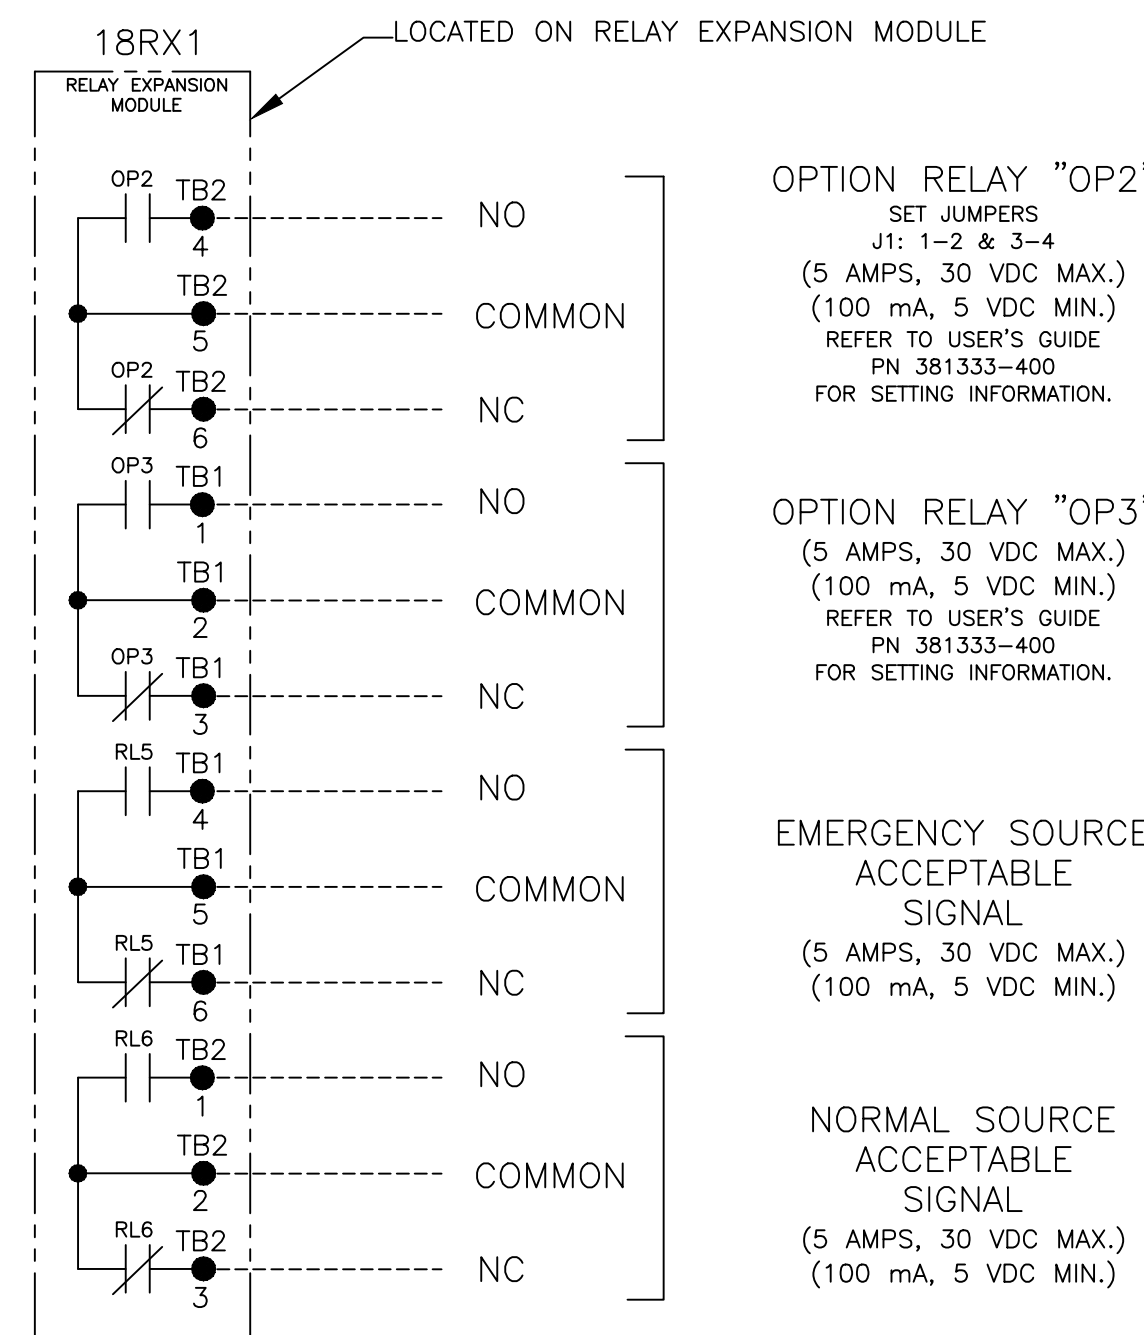 18RX1
LOCATED ON RELAY EXPANSION MODULE
RELAY EXPANSION
MODULE
OP2
TB2
4
NO
TB2
5
COMMON
OP2
TB2
6
NC
OPTION RELAY "OP2"
SET JUMPERS
J1: 1-2 & 3-4
(5 AMPS, 30 VDC MAX.)
(100 mA, 5 VDC MIN.)
REFER TO USER'S GUIDE
PN 381333-400
FOR SETTING INFORMATION.
OP3
TB1
1
NO
TB1
2
COMMON
OP3
TB1
3
NC
OPTION RELAY "OP3"
(5 AMPS, 30 VDC MAX.)
(100 mA, 5 VDC MIN.)
REFER TO USER'S GUIDE
PN 381333-400
FOR SETTING INFORMATION.
RL5
TB1
4
NO
TB1
5
COMMON
RL5
TB1
6
NC
EMERGENCY SOURCE
ACCEPTABLE
SIGNAL
(5 AMPS, 30 VDC MAX.)
(100 mA, 5 VDC MIN.)
RL6
TB2
1
NO
TB2
2
COMMON
RL6
TB2
3
NC
NORMAL SOURCE
ACCEPTABLE
SIGNAL
(5 AMPS, 30 VDC MAX.)
(100 mA, 5 VDC MIN.)